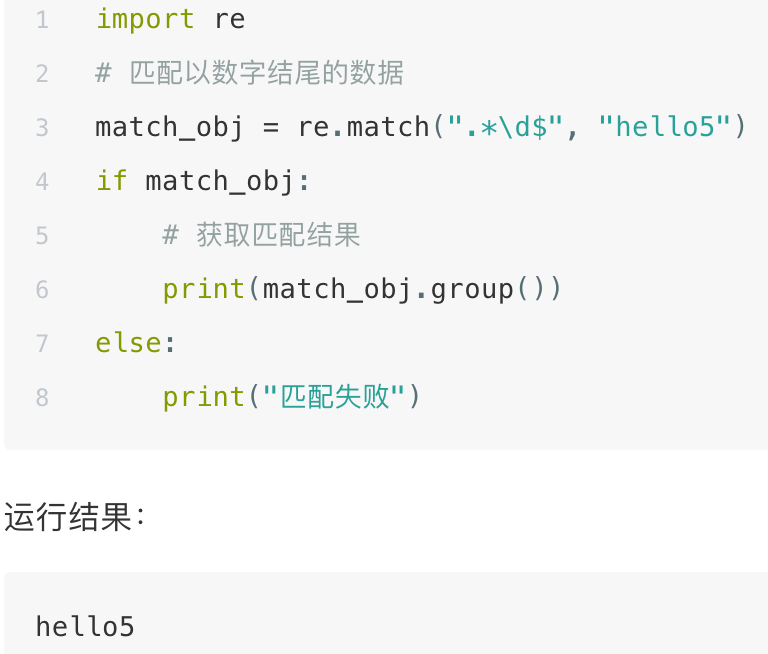 1 import re
2 # 匹配以数字结尾的数据
3 match_obj = re.match(".*\d$", "hello5")
4 if match_obj:
5     # 获取匹配结果
6     print(match_obj.group())
7 else:
8     print("匹配失败")
运行结果：
hello5